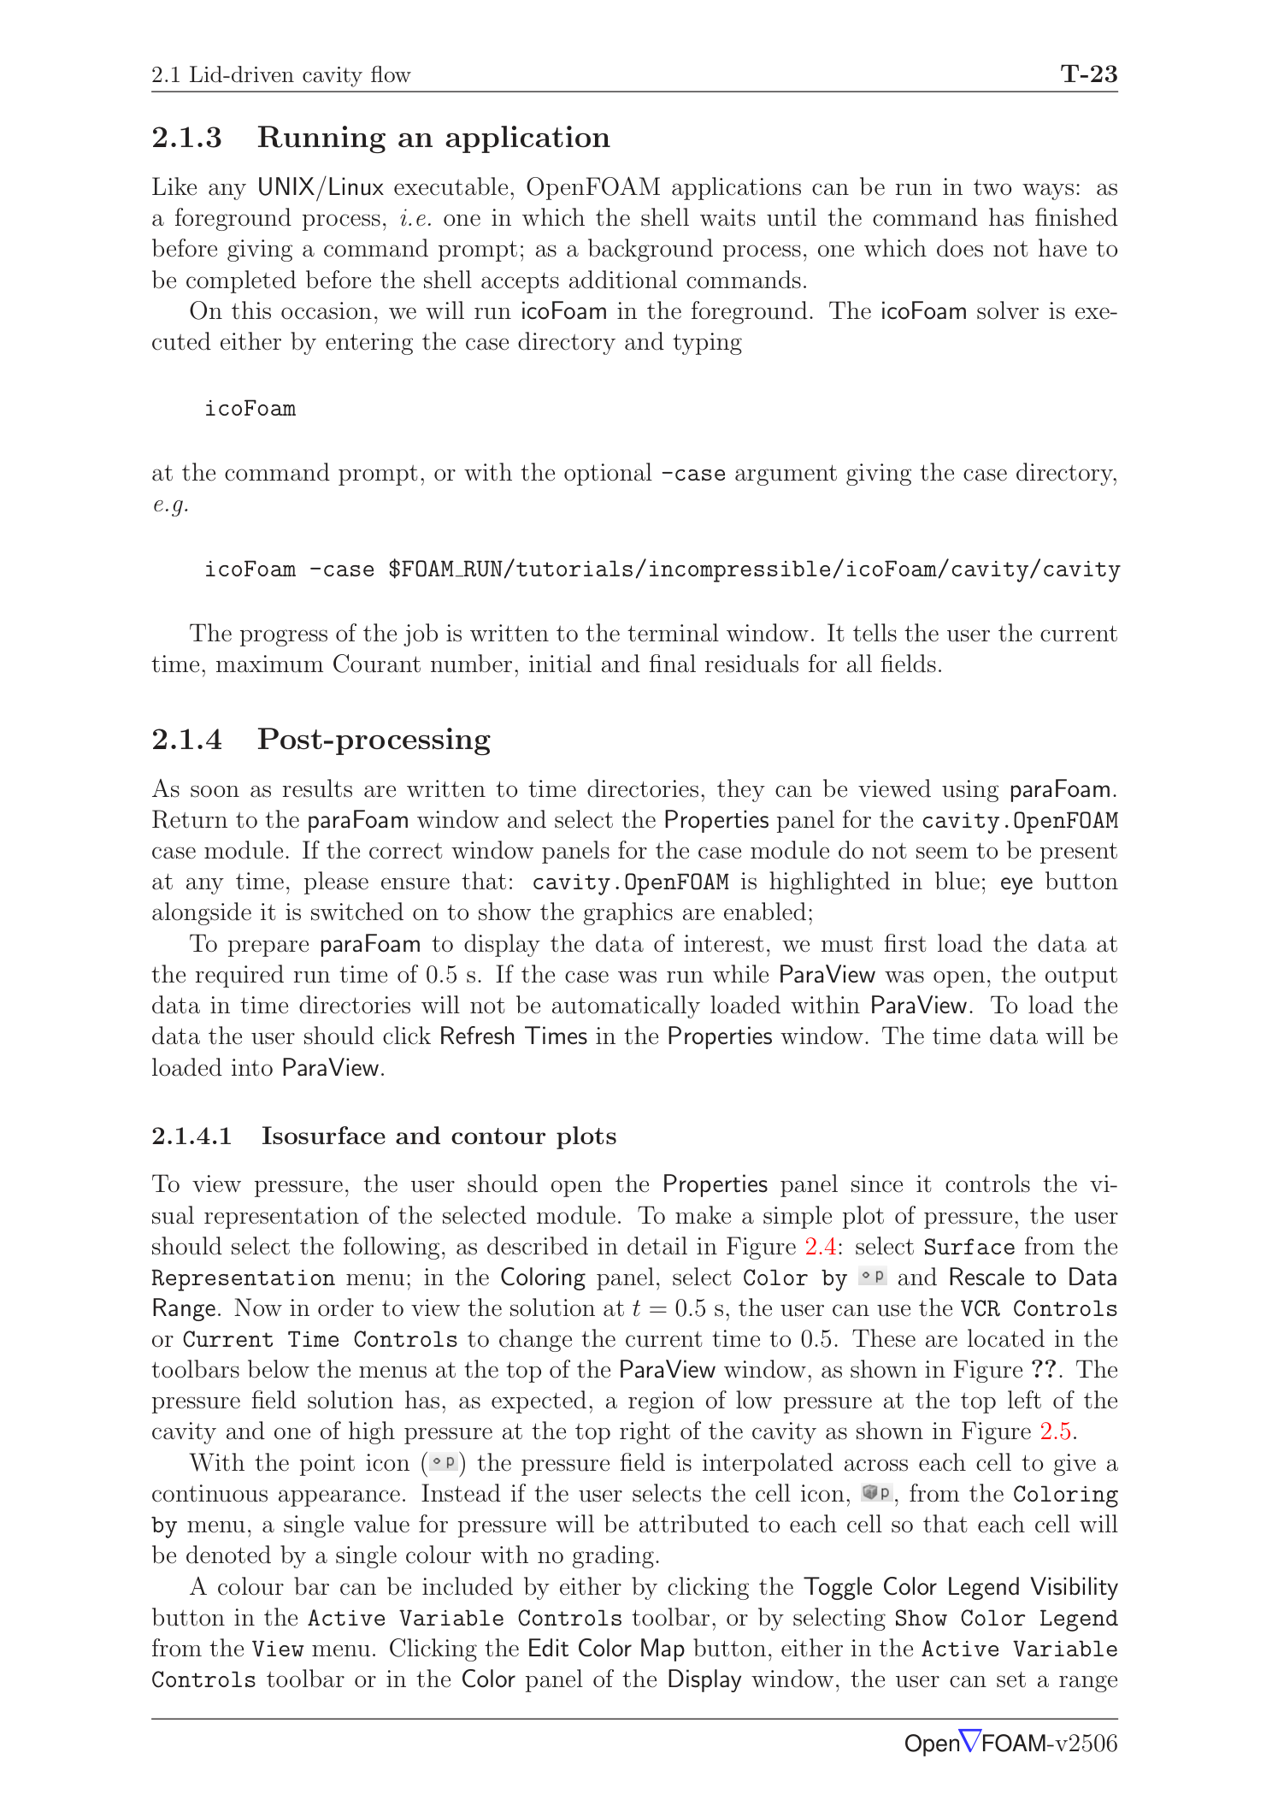 2.1 Lid-driven cavity flow T-23
2.1.3 Running an application
Like any UNIX/Linux executable, OpenFOAM applications can be run in two ways: as
a foreground process, i.e. one in which the shell waits until the command has finished
before giving a command prompt; as a background process, one which does not have to
be completed before the shell accepts additional commands.
On this occasion, we will run icoFoam in the foreground. The icoFoam solver is exe-
cuted either by entering the case directory and typing
icoFoam
at the command prompt, or with the optional -case argument giving the case directory,
e.g.
icoFoam -case $FOAM_RUN/tutorials/incompressible/icoFoam/cavity/cavity
The progress of the job is written to the terminal window. It tells the user the current
time, maximum Courant number, initial and final residuals for all fields.
2.1.4 Post-processing
As soon as results are written to time directories, they can be viewed using paraFoam.
Return to the paraFoam window and select the Properties panel for the cavity.OpenFOAM
case module. If the correct window panels for the case module do not seem to be present
at any time, please ensure that: cavity.OpenFOAM is highlighted in blue; eye button
alongside it is switched on to show the graphics are enabled;
To prepare paraFoam to display the data of interest, we must first load the data at
the required run time of 0.5 s. If the case was run while ParaView was open, the output
data in time directories will not be automatically loaded within ParaView. To load the
data the user should click Refresh Times in the Properties window. The time data will be
loaded into ParaView.
2.1.4.1 Isosurface and contour plots
To view pressure, the user should open the Properties panel since it controls the vi-
sual representation of the selected module. To make a simple plot of pressure, the user
should select the following, as described in detail in Figure 2.4: select Surface from the
Representation menu; in the Coloring panel, select Color by p and Rescale to Data
Range. Now in order to view the solution at t = 0.5 s, the user can use the VCR Controls
or Current Time Controls to change the current time to 0.5. These are located in the
toolbars below the menus at the top of the ParaView window, as shown in Figure ??. The
pressure field solution has, as expected, a region of low pressure at the top left of the
cavity and one of high pressure at the top right of the cavity as shown in Figure 2.5.
With the point icon (p) the pressure field is interpolated across each cell to give a
continuous appearance. Instead if the user selects the cell icon, p, from the Coloring
by menu, a single value for pressure will be attributed to each cell so that each cell will
be denoted by a single colour with no grading.
A colour bar can be included by either by clicking the Toggle Color Legend Visibility
button in the Active Variable Controls toolbar, or by selecting Show Color Legend
from the View menu. Clicking the Edit Color Map button, either in the Active Variable
Controls toolbar or in the Color panel of the Display window, the user can set a range
Open∇FOAM-v2506